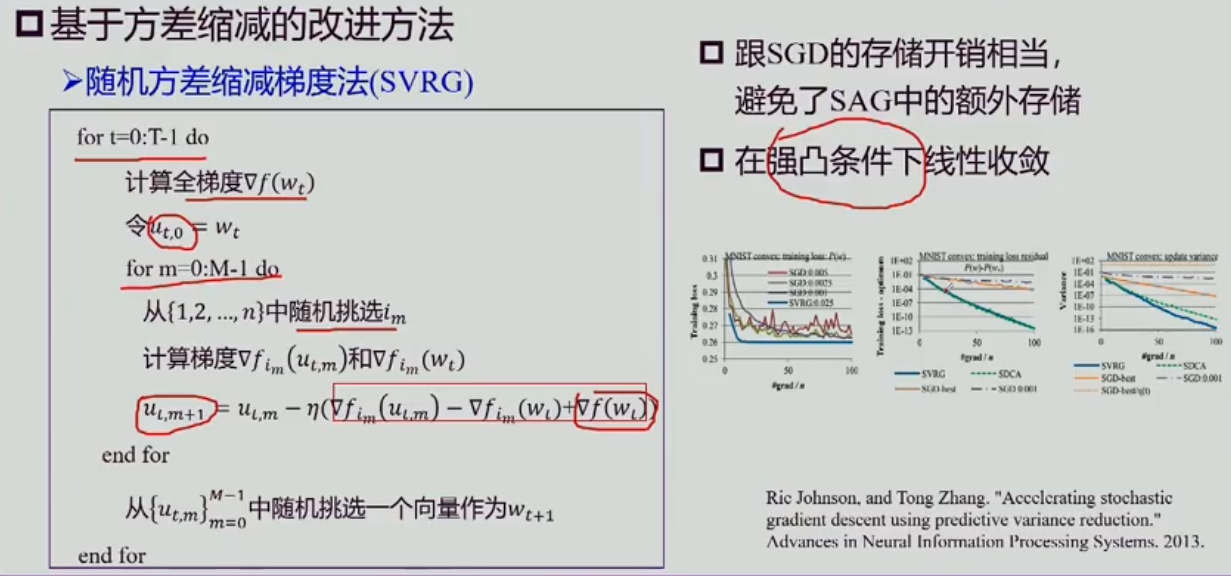 基于方差缩减的改进方法
➢随机方差缩减梯度法(SVRG)
for t=0:T-1 do
计算全梯度∇f(w_t)
令u_{t,0} = w_t
for m=0:M-1 do
从{1,2, …, n}中随机挑选i_m
计算梯度∇f_{i_m}(u_{t,m})和∇f_{i_m}(w_t)
u_{t,m+1} = u_{t,m} − η(∇f_{i_m}(u_{t,m}) − ∇f_{i_m}(w_t)+∇f(w_t))
end for
从{u_{t,m}}_{m=0}^{M−1}中随机挑选一个向量作为w_{t+1}
end for
跟SGD的存储开销相当，
避免了SAG中的额外存储
在强凸条件下线性收敛
MNIST convex: training loss: P(w)
Training loss
0.31
0.3
0.29
0.28
0.27
0.26
0.25
SGD:0.005
SGD:0.0025
SGD:0.001
SVRG:0.025
0
50
100
#grad / n
MNIST convex: training loss residual
P(w)-P(w*)
Training loss - optimum
1E+02
1E-01
1E-04
1E-07
1E-10
1E-13
0
50
100
#grad / n
SVRG
SDCA
SGD-best
SGD:0.001
MNIST convex: update variance
Variance
1E+02
1E-01
1E-04
1E-07
1E-10
1E-13
1E-16
0
50
100
#grad / n
SVRG
SDCA
SGD-best
SGD:0.001
SGD-best/η(t)
Ric Johnson, and Tong Zhang. "Accelerating stochastic
gradient descent using predictive variance reduction."
Advances in Neural Information Processing Systems. 2013.